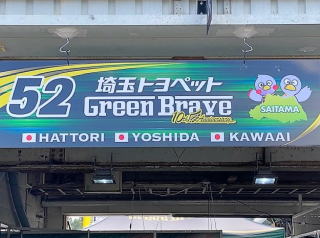 52 埼玉トヨペット
Green Brave
10th Anniversary
SAITAMA
HATTORI YOSHIDA KAWAAI